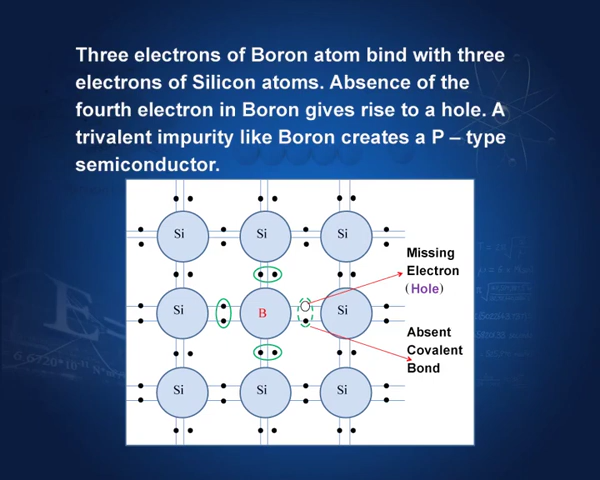 Three electrons of Boron atom bind with three
electrons of Silicon atoms. Absence of the
fourth electron in Boron gives rise to a hole. A
trivalent impurity like Boron creates a P – type
semiconductor.
Si Si Si
Missing
Electron
(Hole)
Si B Si
Absent
Covalent
Bond
Si Si Si